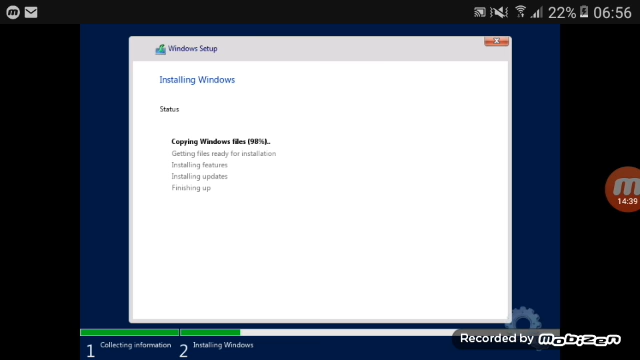 22% 06:56
Windows Setup
Installing Windows
Status
Copying Windows files (98%)..
Getting files ready for installation
Installing features
Installing updates
Finishing up
14:39
Recorded by mobizen
1 Collecting information 2 Installing Windows